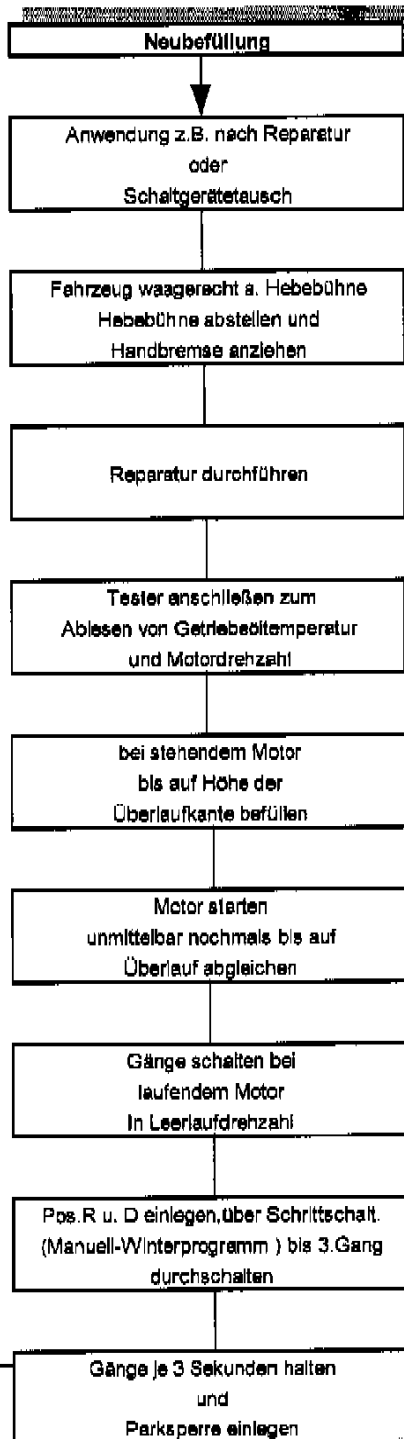 Neubefüllung
Anwendung z.B. nach Reparatur
oder
Schaltgerätetausch
Fahrzeug waagerecht a. Hebebühne
Hebebühne abstellen und
Handbremse anziehen
Reparatur durchführen
Tester anschließen zum
Ablesen von Getriebeöltemperatur
und Motordrehzahl
bei stehendem Motor
bis auf Höhe der
Überlaufkante befüllen
Motor starten
unmittelbar nochmals bis auf
Überlauf abgleichen
Gänge schalten bei
laufendem Motor
in Leerlaufdrehzahl
Pos.R u. D einlegen,über Schrittschalt.
(Manuell-Winterprogramm ) bis 3.Gang
durchschalten
Gänge je 3 Sekunden halten
und
Parksperre einlegen